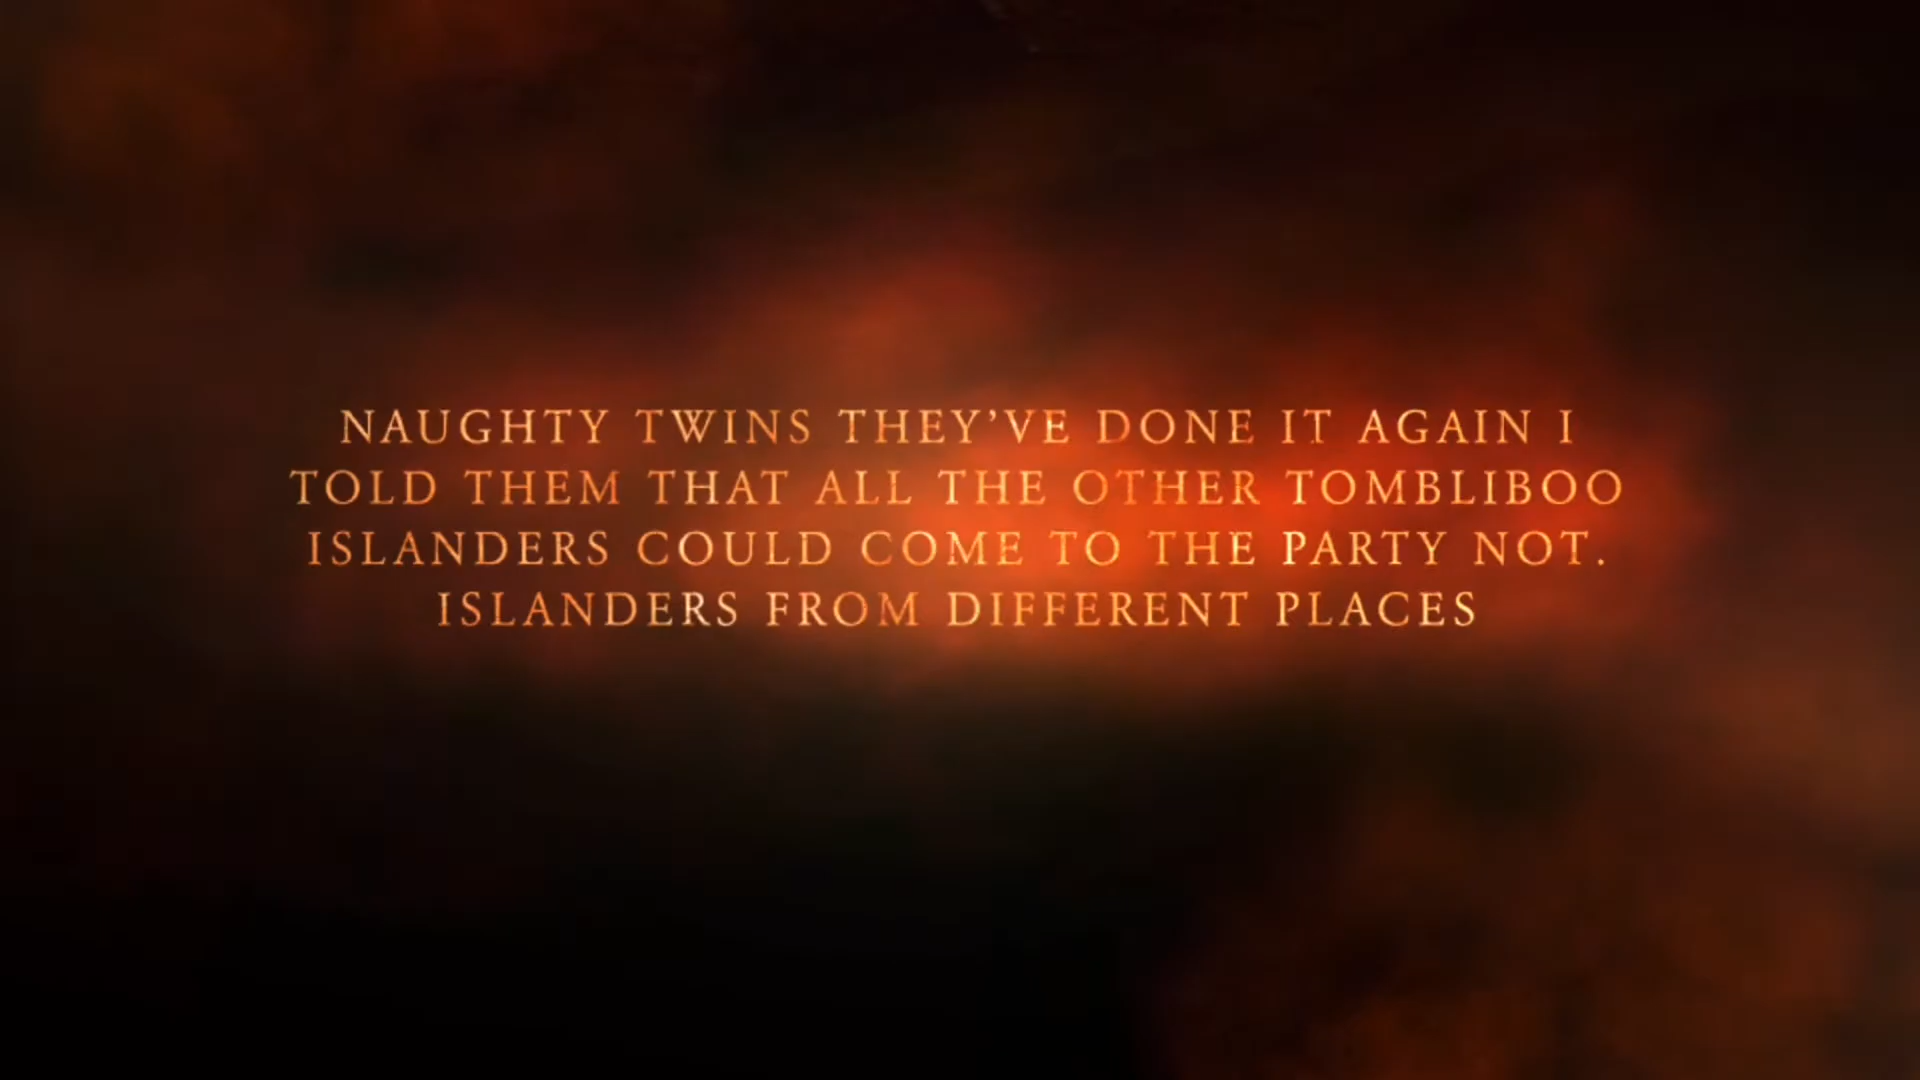 NAUGHTY TWINS THEY'VE DONE IT AGAIN I
TOLD THEM THAT ALL THE OTHER TOMBLIBOO
ISLANDERS COULD COME TO THE PARTY NOT.
ISLANDERS FROM DIFFERENT PLACES